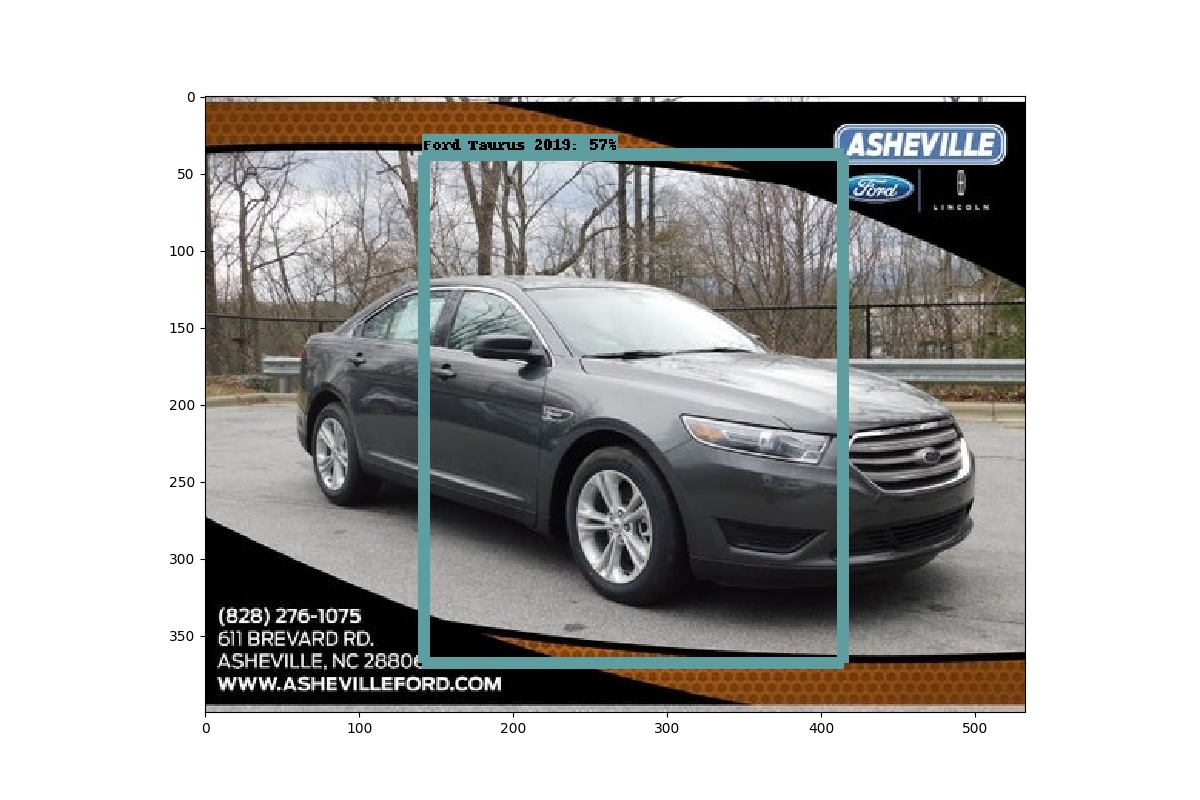 0
Ford Taurus 2019: 57%
ASHEVILLE
Ford
LINCOLN
50
100
150
200
250
300
350
(828) 276-1075
611 BREVARD RD.
ASHEVILLE, NC 28806
WWW.ASHEVILLEFORD.COM
0
100
200
300
400
500